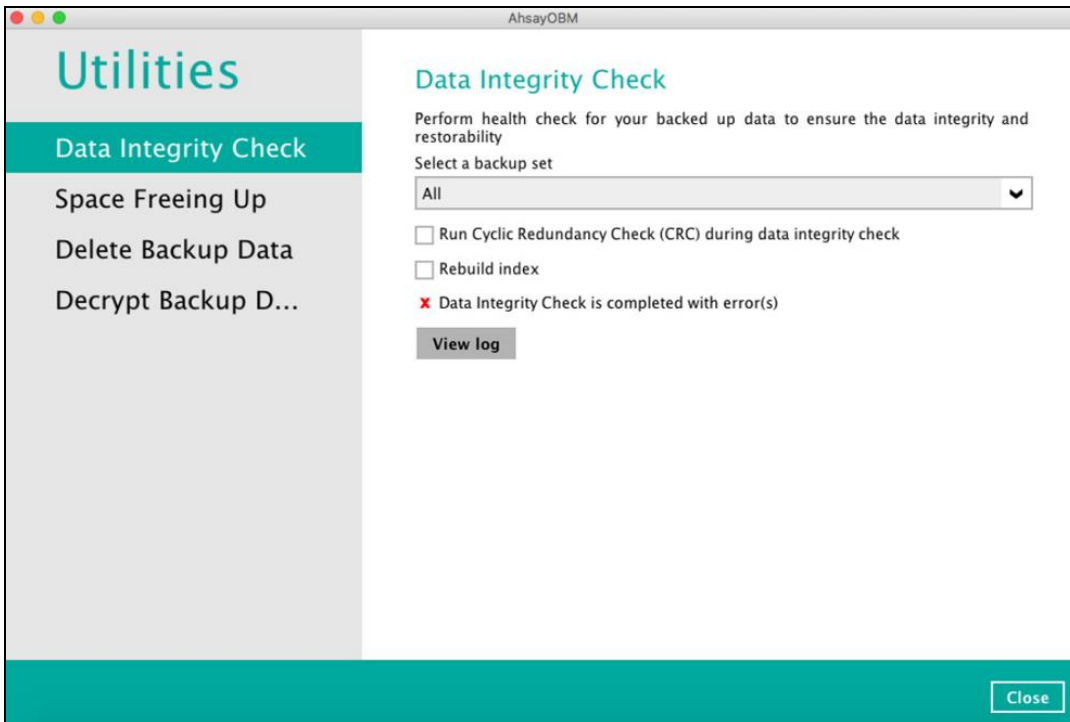 AhsayOBM
Utilities
Data Integrity Check
Space Freeing Up
Delete Backup Data
Decrypt Backup D...
Data Integrity Check
Perform health check for your backed up data to ensure the data integrity and
restorability
Select a backup set
All
Run Cyclic Redundancy Check (CRC) during data integrity check
Rebuild index
x Data Integrity Check is completed with error(s)
View log
Close